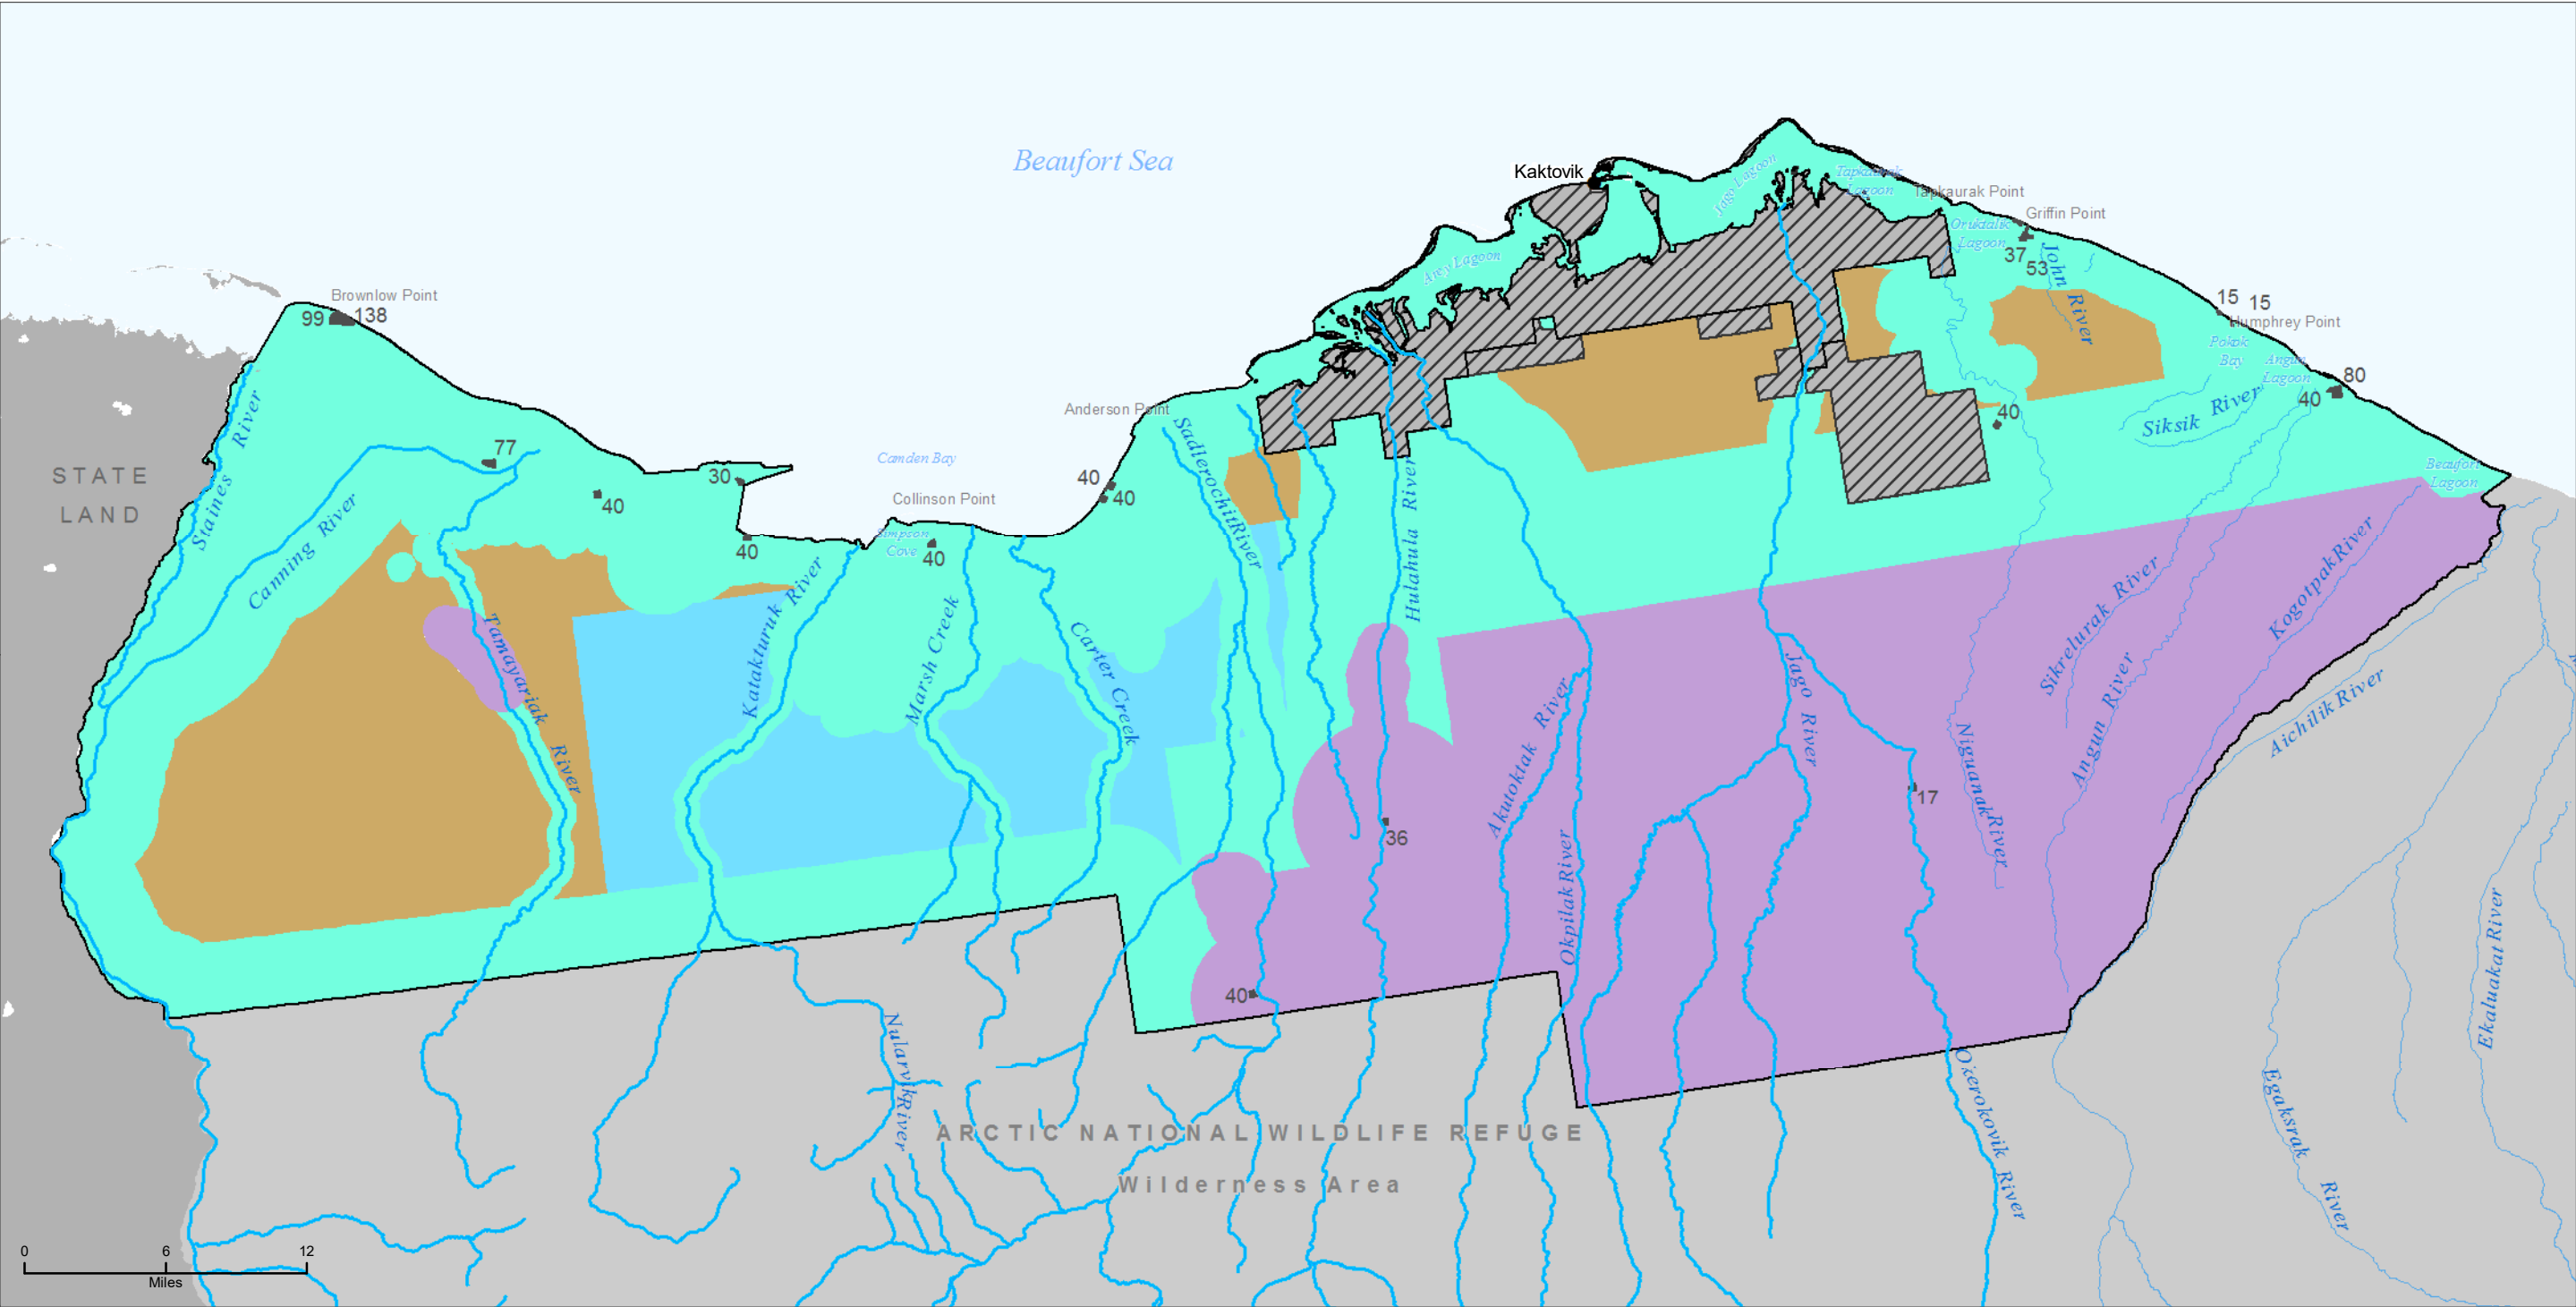 Beaufort Sea
Kaktovik
Jago Lagoon
Tapkaurak
Lagoon
Tapkaurak Point
Griffin Point
Oruktalik
Lagoon
37
53
John River
Arey Lagoon
Brownlow Point
99
138
15
15
Humphrey Point
Pokok
Bay
Angun
Lagoon
80
40
Siksik River
40
Beaufort
Lagoon
STATE
LAND
Staines River
Canning River
77
40
30
40
Camden Bay
Collinson Point
Simpson
Cove
40
Anderson Point
40
40
Sadlerochit River
Hulahula River
Tamayariak River
Katakturuk River
Marsh Creek
Carter Creek
Akutoktak River
Okpilak River
Jago River
Niguanak River
Sikrelurak River
Angun River
Kogotpak River
Aichilik River
17
36
40
Nularvik River
Okerokovik River
Egaksrak River
Ekaluakat River
ARCTIC NATIONAL WILDLIFE REFUGE
Wilderness Area
0
6
12
Miles